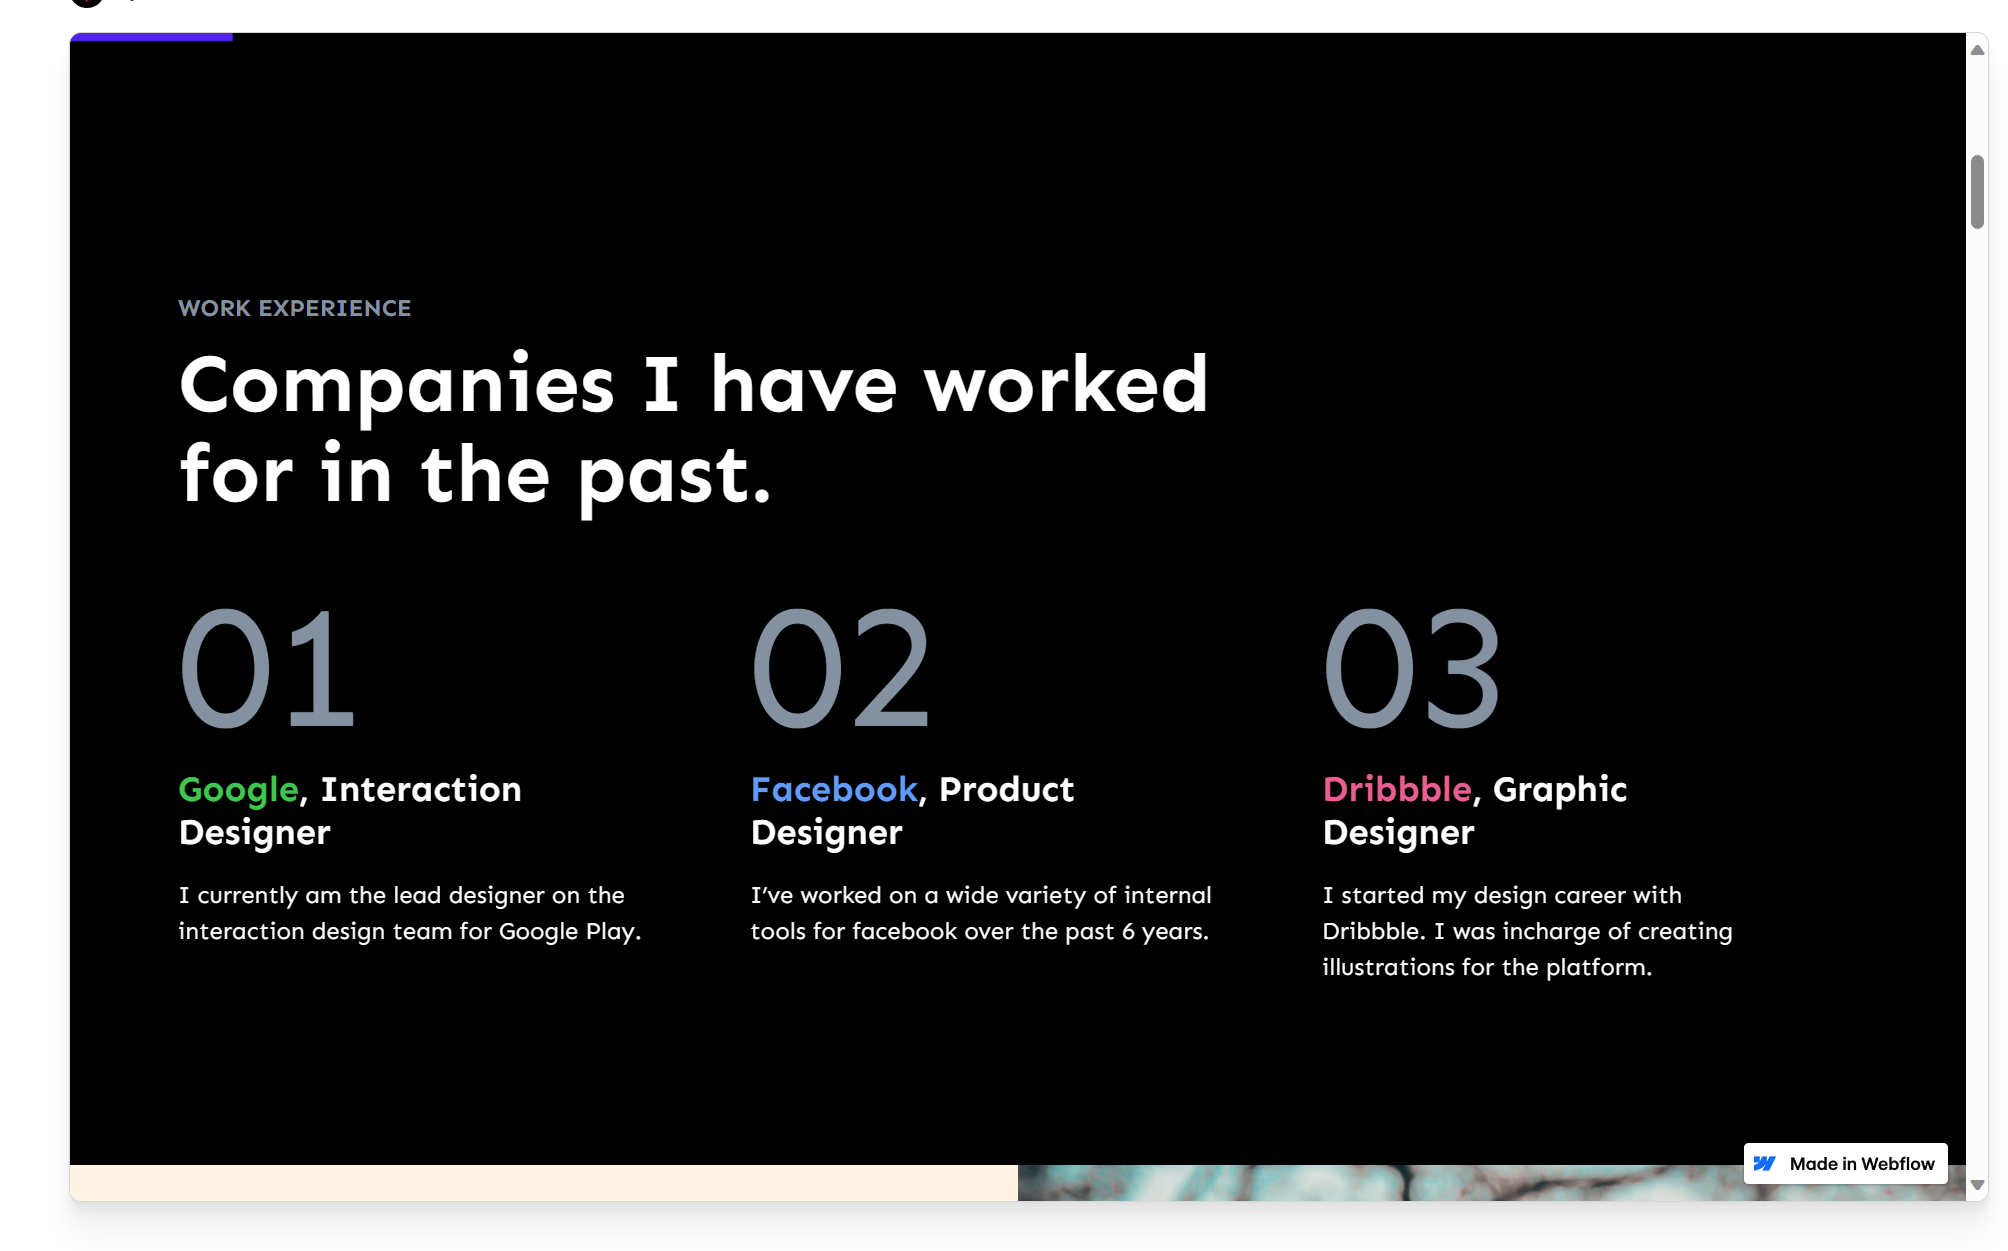 WORK EXPERIENCE
Companies I have worked
for in the past.
01
Google, Interaction
Designer
I currently am the lead designer on the
interaction design team for Google Play.
02
Facebook, Product
Designer
I’ve worked on a wide variety of internal
tools for facebook over the past 6 years.
03
Dribbble, Graphic
Designer
I started my design career with
Dribbble. I was incharge of creating
illustrations for the platform.
Made in Webflow